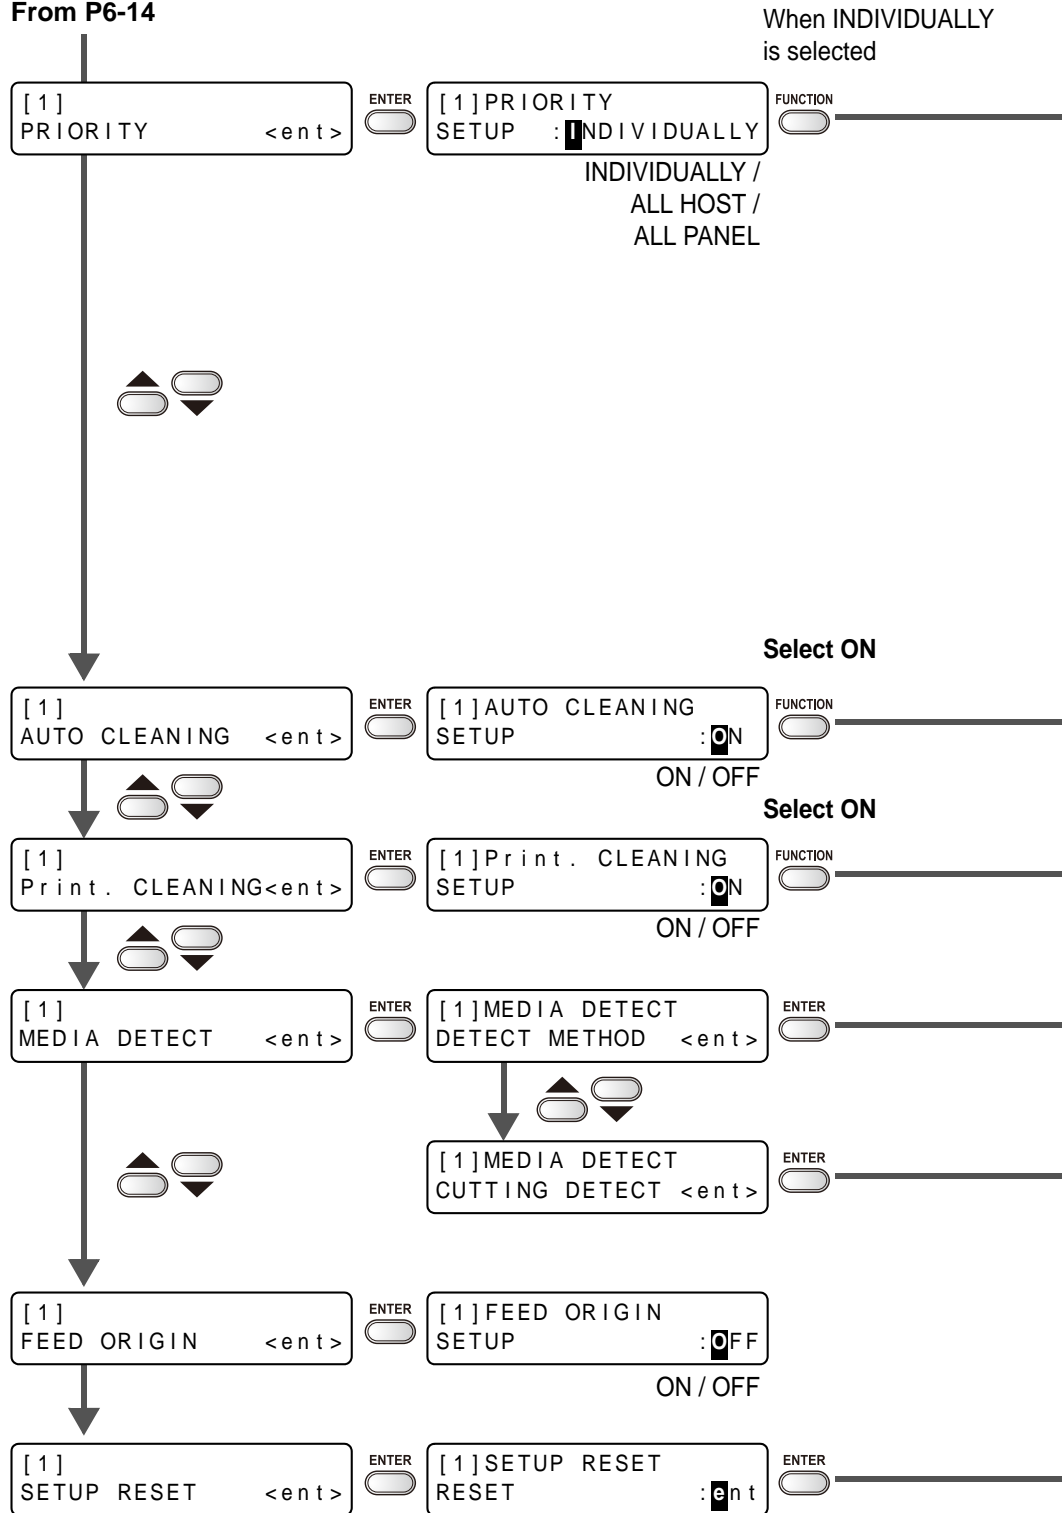 From P6-14
When INDIVIDUALLY
is selected
[1]
PRIORITY <ent>
ENTER
[1]PRIORITY
SETUP :INDIVIDUALLY
FUNCTION
INDIVIDUALLY /
ALL HOST /
ALL PANEL
Select ON
[1]
AUTO CLEANING <ent>
ENTER
[1]AUTO CLEANING
SETUP :ON
FUNCTION
ON / OFF
Select ON
[1]
Print. CLEANING<ent>
ENTER
[1]Print. CLEANING
SETUP :ON
FUNCTION
ON / OFF
[1]
MEDIA DETECT <ent>
ENTER
[1]MEDIA DETECT
DETECT METHOD <ent>
ENTER
[1]MEDIA DETECT
CUTTING DETECT <ent>
ENTER
[1]
FEED ORIGIN <ent>
ENTER
[1]FEED ORIGIN
SETUP :OFF
ON / OFF
[1]
SETUP RESET <ent>
ENTER
[1]SETUP RESET
RESET :ent
ENTER